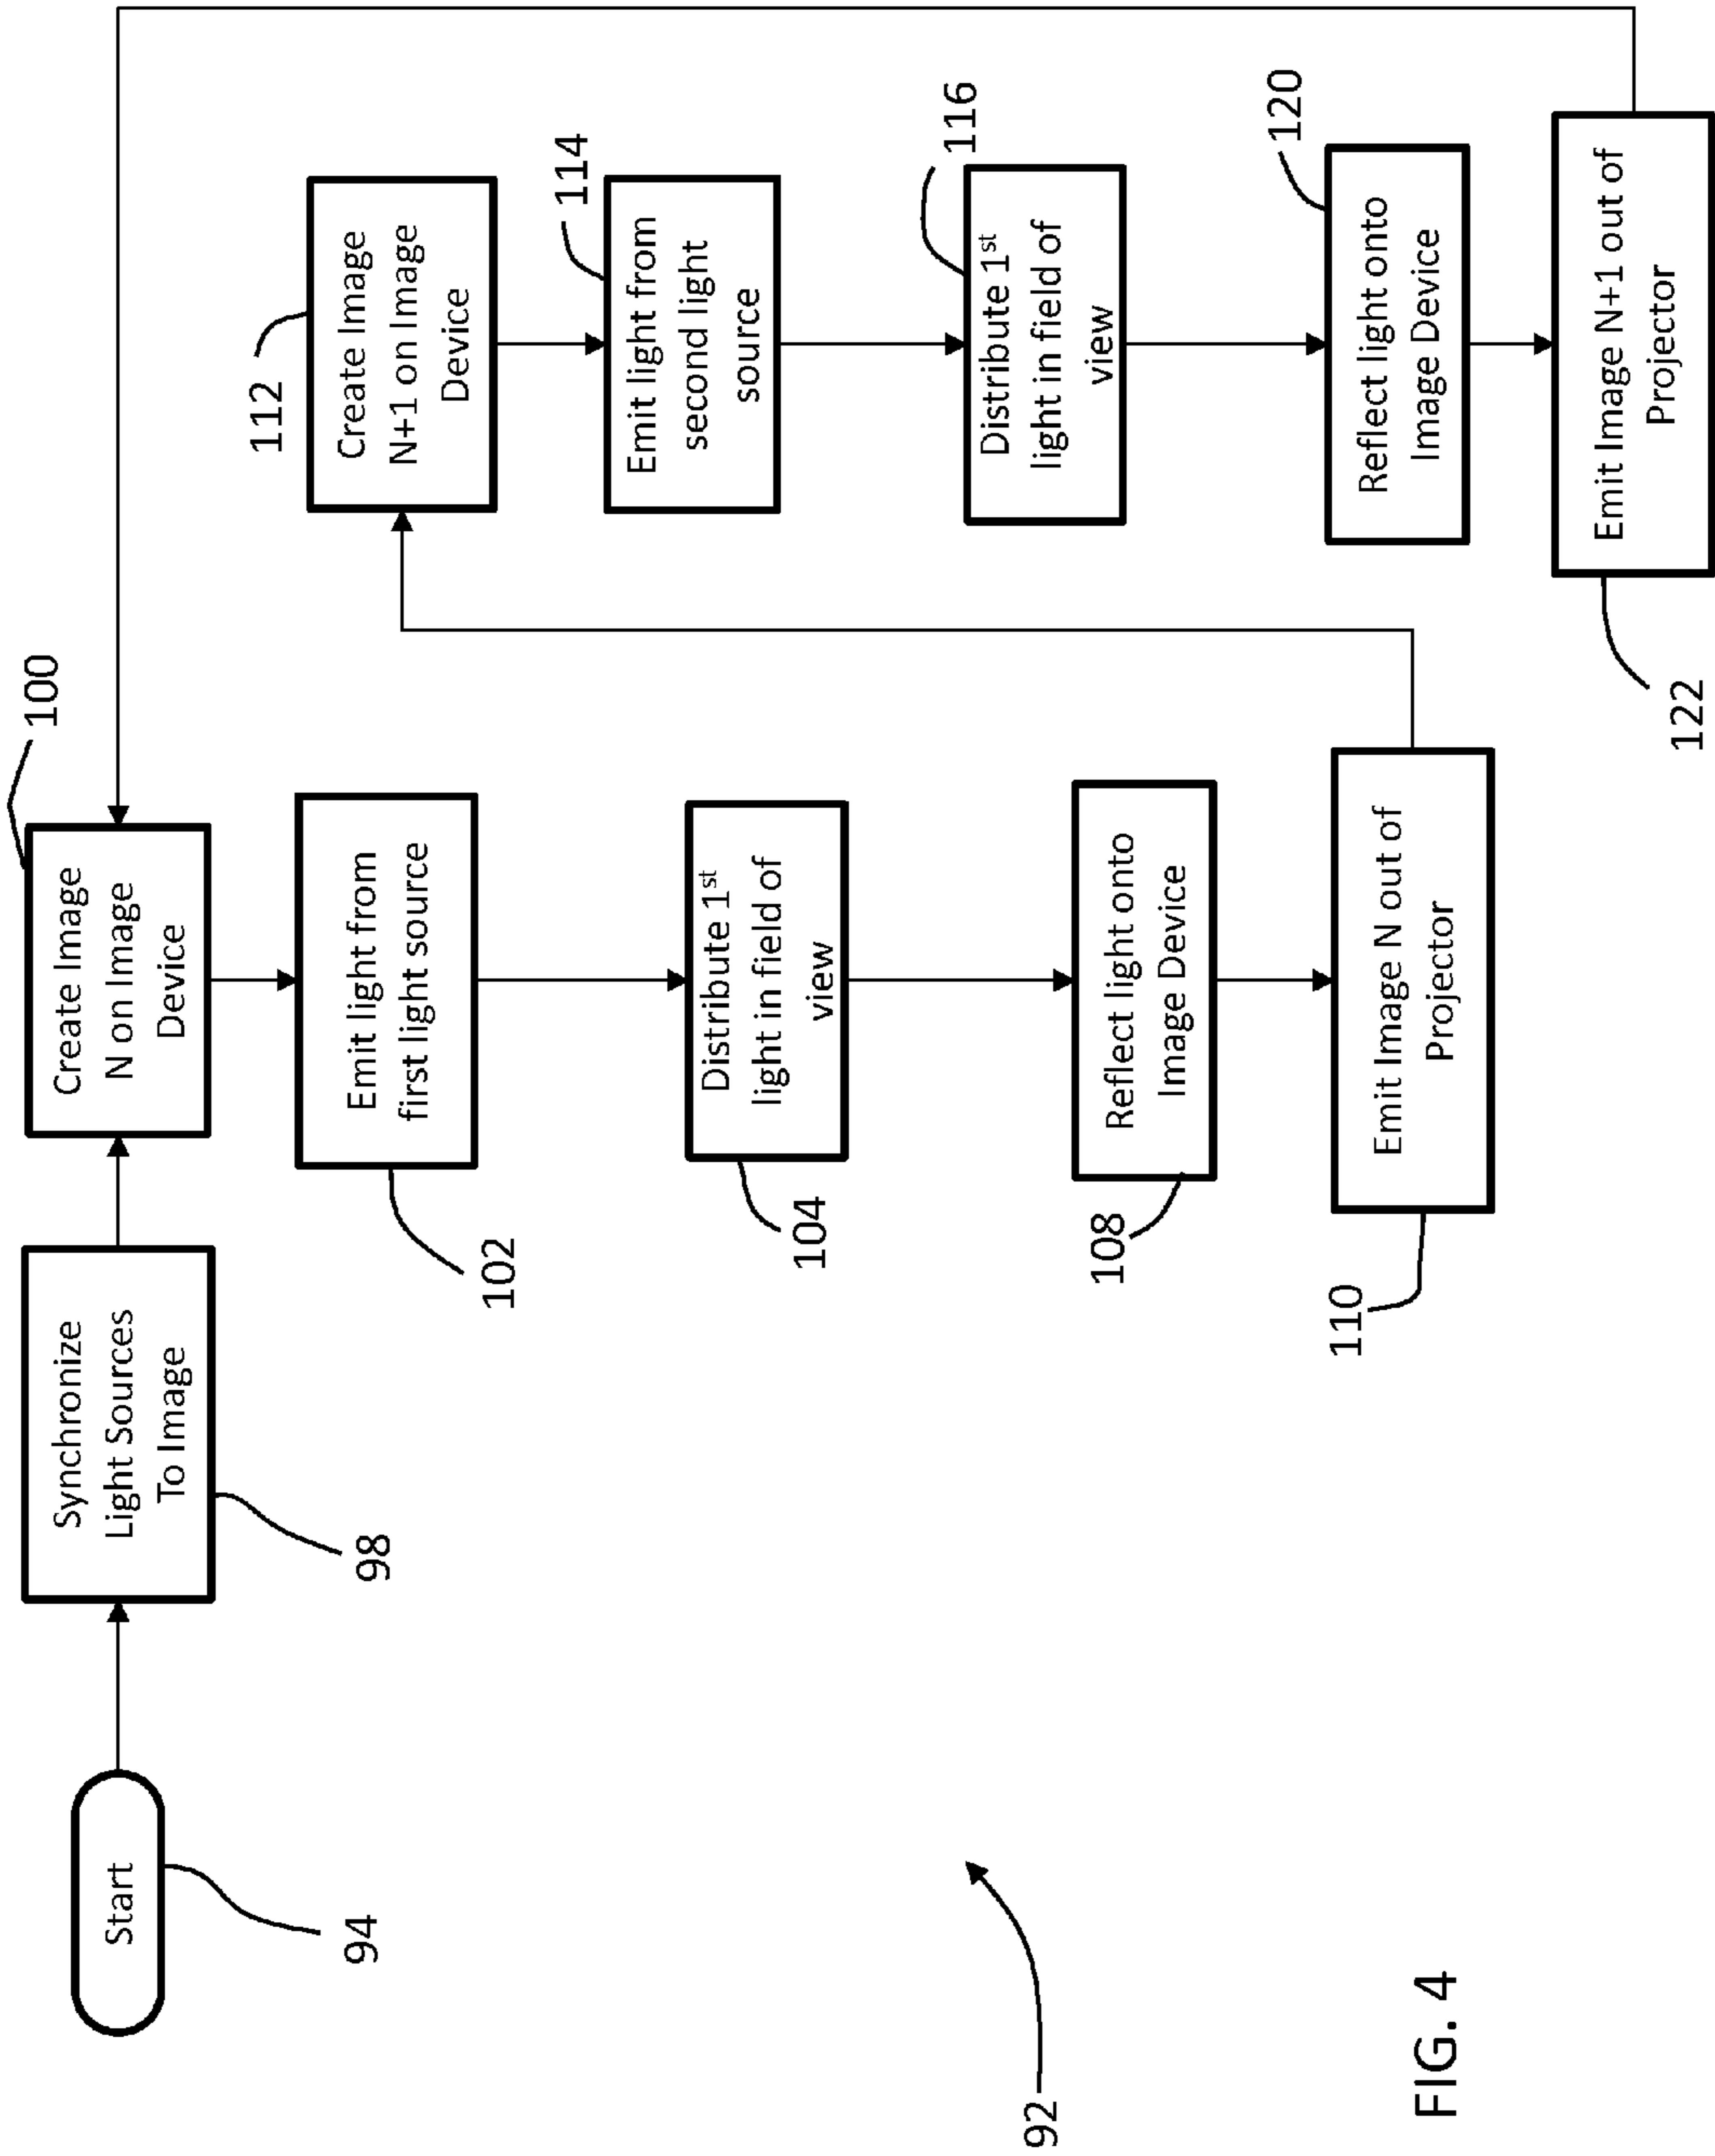 Start
94
Synchronize
Light Sources
To Image
98
Create Image
N on Image
Device
100
Emit light from
first light source
102
Distribute 1st
light in field of
view
104
Reflect light onto
Image Device
108
Emit Image N out of
Projector
110
Create Image
N+1 on Image
Device
112
Emit light from
second light
source
114
Distribute 1st
light in field of
view
116
Reflect light onto
Image Device
120
Emit Image N+1 out of
Projector
122
92
FIG. 4